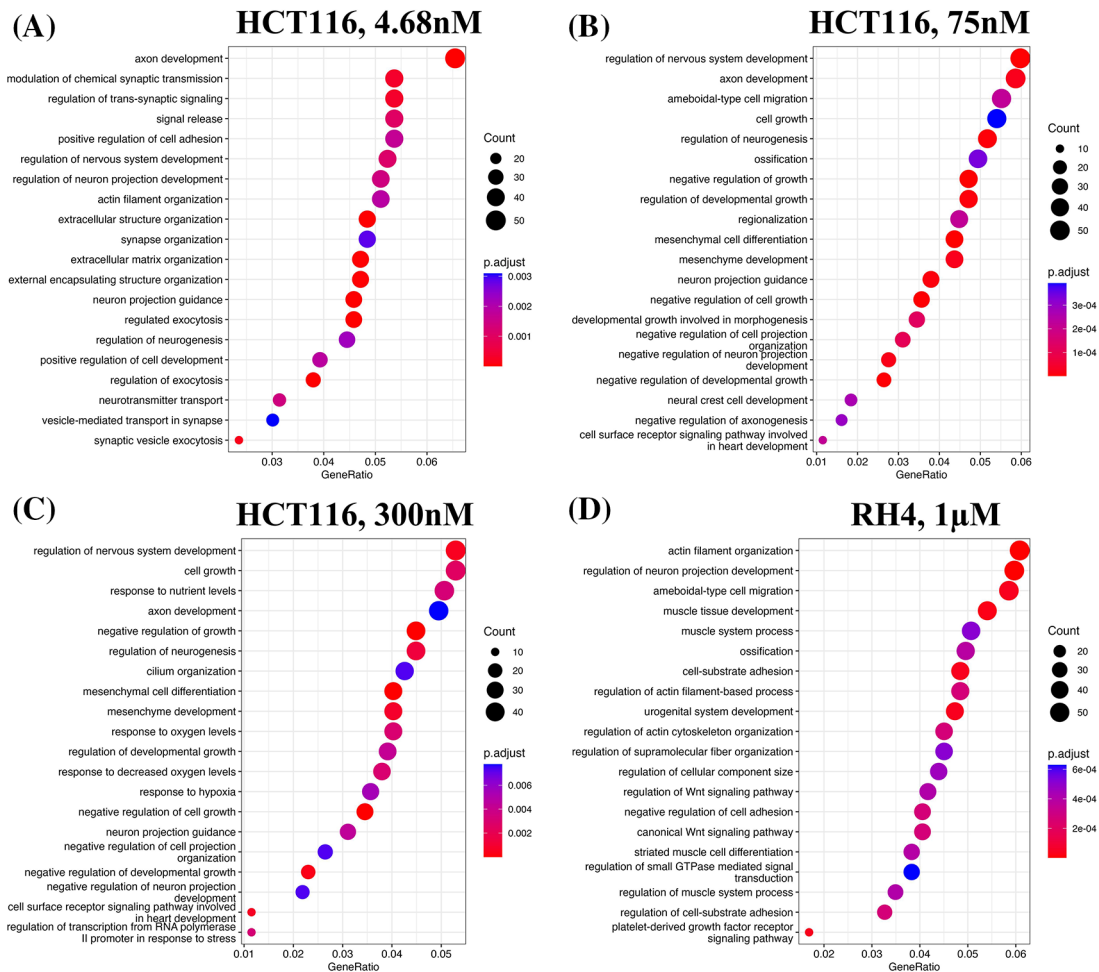 (A)
HCT116, 4.68nM
axon development
modulation of chemical synaptic transmission
regulation of trans-synaptic signaling
signal release
positive regulation of cell adhesion
regulation of nervous system development
regulation of neuron projection development
actin filament organization
extracellular structure organization
synapse organization
extracellular matrix organization
external encapsulating structure organization
neuron projection guidance
regulated exocytosis
regulation of neurogenesis
positive regulation of cell development
regulation of exocytosis
neurotransmitter transport
vesicle-mediated transport in synapse
synaptic vesicle exocytosis
0.03 0.04 0.05 0.06
GeneRatio
Count
20
30
40
50
p.adjust
0.003
0.002
0.001
(B)
HCT116, 75nM
regulation of nervous system development
axon development
ameboidal-type cell migration
cell growth
regulation of neurogenesis
ossification
negative regulation of growth
regulation of developmental growth
regionalization
mesenchymal cell differentiation
mesenchyme development
neuron projection guidance
negative regulation of cell growth
developmental growth involved in morphogenesis
negative regulation of cell projection
organization
negative regulation of neuron projection
development
negative regulation of developmental growth
neural crest cell development
negative regulation of axonogenesis
cell surface receptor signaling pathway involved
in heart development
0.01 0.02 0.03 0.04 0.05 0.06
GeneRatio
Count
10
20
30
40
50
p.adjust
3e-04
2e-04
1e-04
(C)
HCT116, 300nM
regulation of nervous system development
cell growth
response to nutrient levels
axon development
negative regulation of growth
regulation of neurogenesis
cilium organization
mesenchymal cell differentiation
mesenchyme development
response to oxygen levels
regulation of developmental growth
response to decreased oxygen levels
response to hypoxia
negative regulation of cell growth
neuron projection guidance
negative regulation of cell projection
organization
negative regulation of developmental growth
negative regulation of neuron projection
development
cell surface receptor signaling pathway involved
in heart development
regulation of transcription from RNA polymerase
II promoter in response to stress
0.01 0.02 0.03 0.04 0.05
GeneRatio
Count
10
20
30
40
p.adjust
0.006
0.004
0.002
(D)
RH4, 1μM
actin filament organization
regulation of neuron projection development
ameboidal-type cell migration
muscle tissue development
muscle system process
ossification
cell-substrate adhesion
regulation of actin filament-based process
urogenital system development
regulation of actin cytoskeleton organization
regulation of supramolecular fiber organization
regulation of cellular component size
regulation of Wnt signaling pathway
negative regulation of cell adhesion
canonical Wnt signaling pathway
striated muscle cell differentiation
regulation of small GTPase mediated signal
transduction
regulation of muscle system process
regulation of cell-substrate adhesion
platelet-derived growth factor receptor
signaling pathway
0.02 0.03 0.04 0.05 0.06
GeneRatio
Count
20
30
40
50
p.adjust
6e-04
4e-04
2e-04